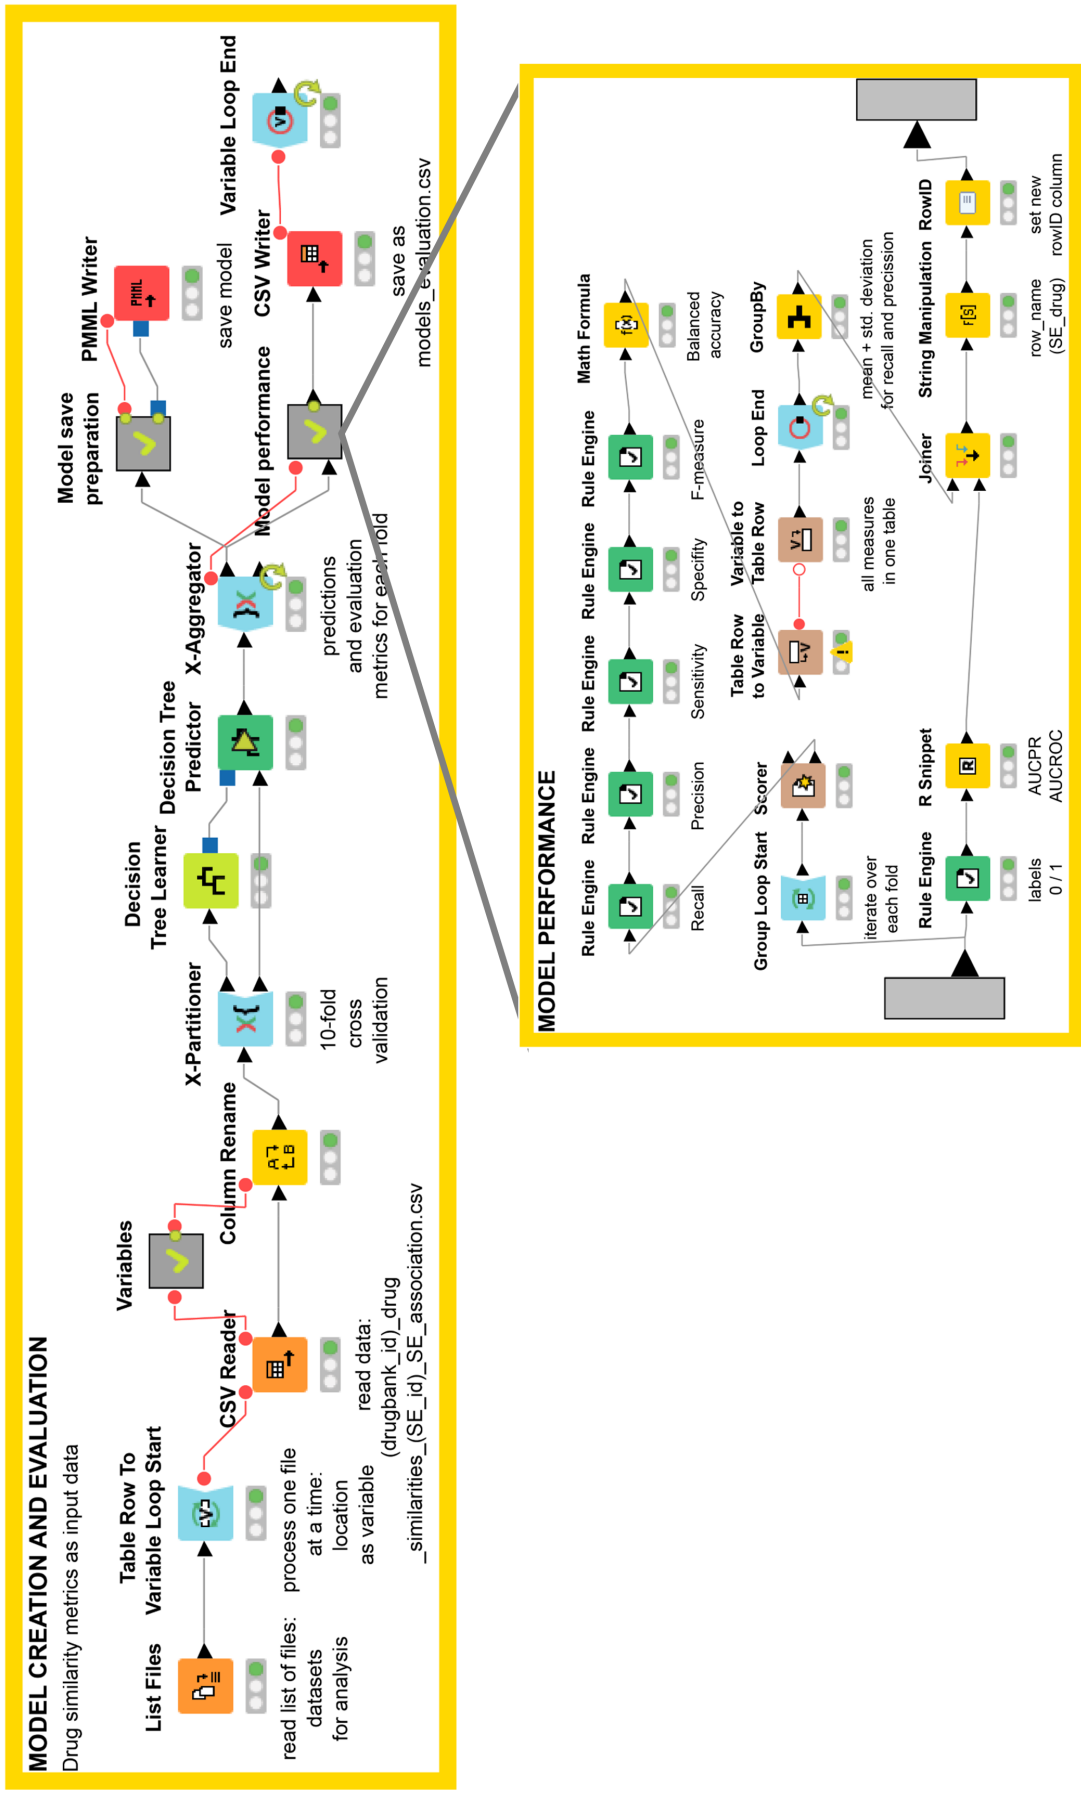 MODEL CREATION AND EVALUATION
Drug similarity metrics as input data
List Files
read list of files:
datasets
for analysis
Table Row To
Variable Loop Start
process one file
at a time:
location
as variable
CSV Reader
read data:
(drugbank_id)_drug
_similarities_(SE_id)_SE_association.csv
Variables
Column Rename
X-Partitioner
10-fold
cross
validation
Decision
Tree Learner
Decision Tree
Predictor
X-Aggregator
predictions
and evaluation
metrics for each fold
Model save
preparation
PMML Writer
PMML
save model
Model performance
CSV Writer
save as
models_evaluation.csv
Variable Loop End
MODEL PERFORMANCE
Rule Engine
Recall
Rule Engine
Precision
Rule Engine
Sensitivity
Rule Engine
Specifity
Rule Engine
F-measure
Math Formula
f(x)
Balanced
accuracy
Group Loop Start
iterate over
each fold
Scorer
Table Row
to Variable
Variable to
Table Row
all measures
in one table
Loop End
GroupBy
mean + std. deviation
for recall and precission
Rule Engine
labels
0 / 1
R Snippet
R
AUCPR
AUCROC
Joiner
String Manipulation
F[S]
row_name
(SE_drug)
RowID
set new
rowID column